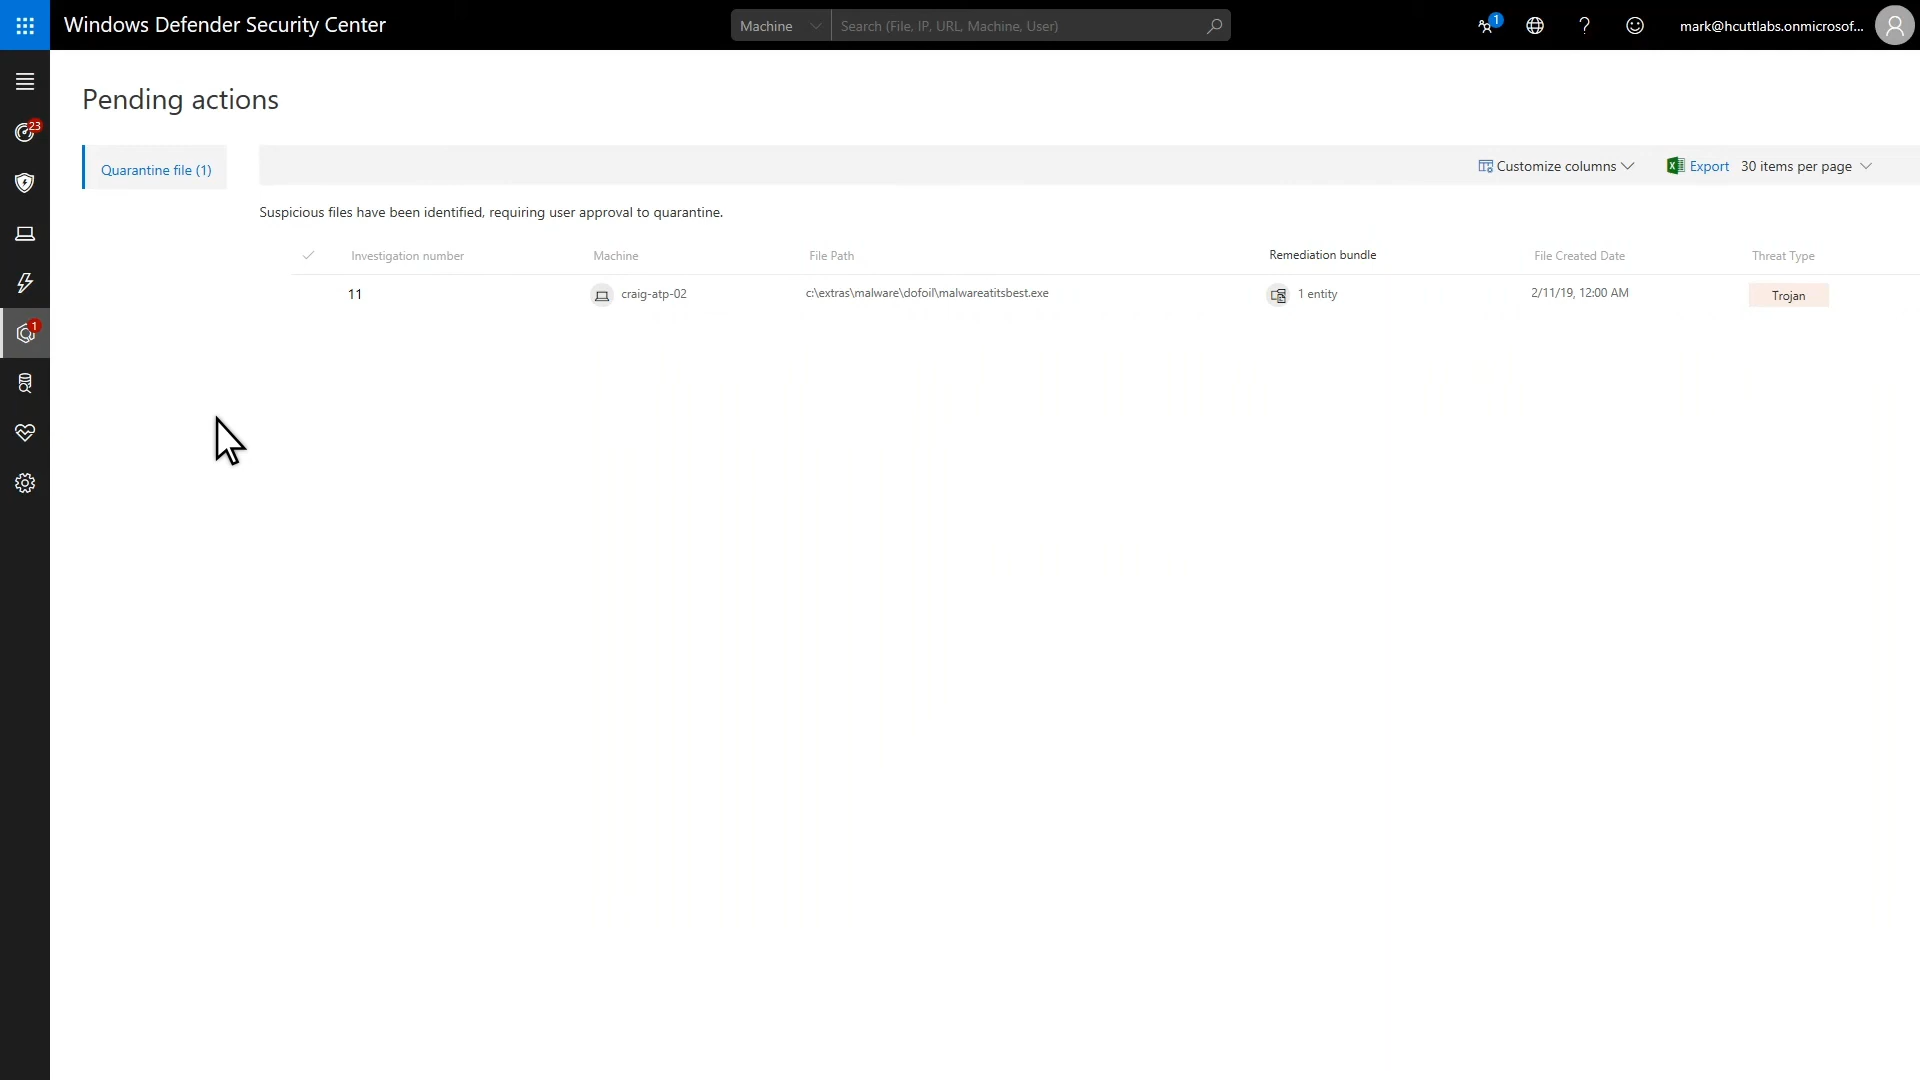 Windows Defender Security Center
Machine
Search (File, IP, URL, Machine, User)
1
mark@hcuttlabs.onmicrosof...
23
1
Pending actions
Quarantine file (1)
Customize columns
Export
30 items per page
Suspicious files have been identified, requiring user approval to quarantine.
Investigation number Machine File Path Remediation bundle File Created Date Threat Type
11 craig-atp-02 c:\extras\malware\dofoil\malwareatitsbest.exe 1 entity 2/11/19, 12:00 AM Trojan